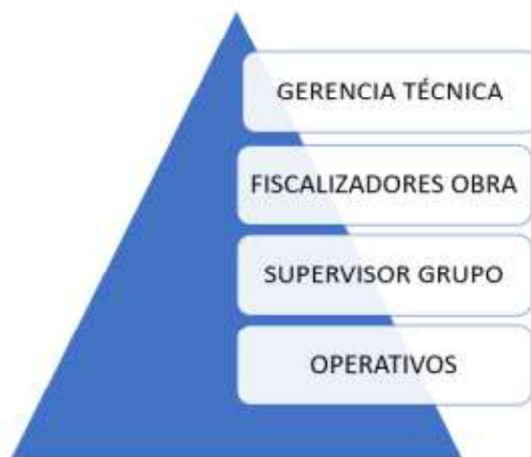 GERENCIA TÉCNICA
FISCALIZADORES OBRA
SUPERVISOR GRUPO
OPERATIVOS